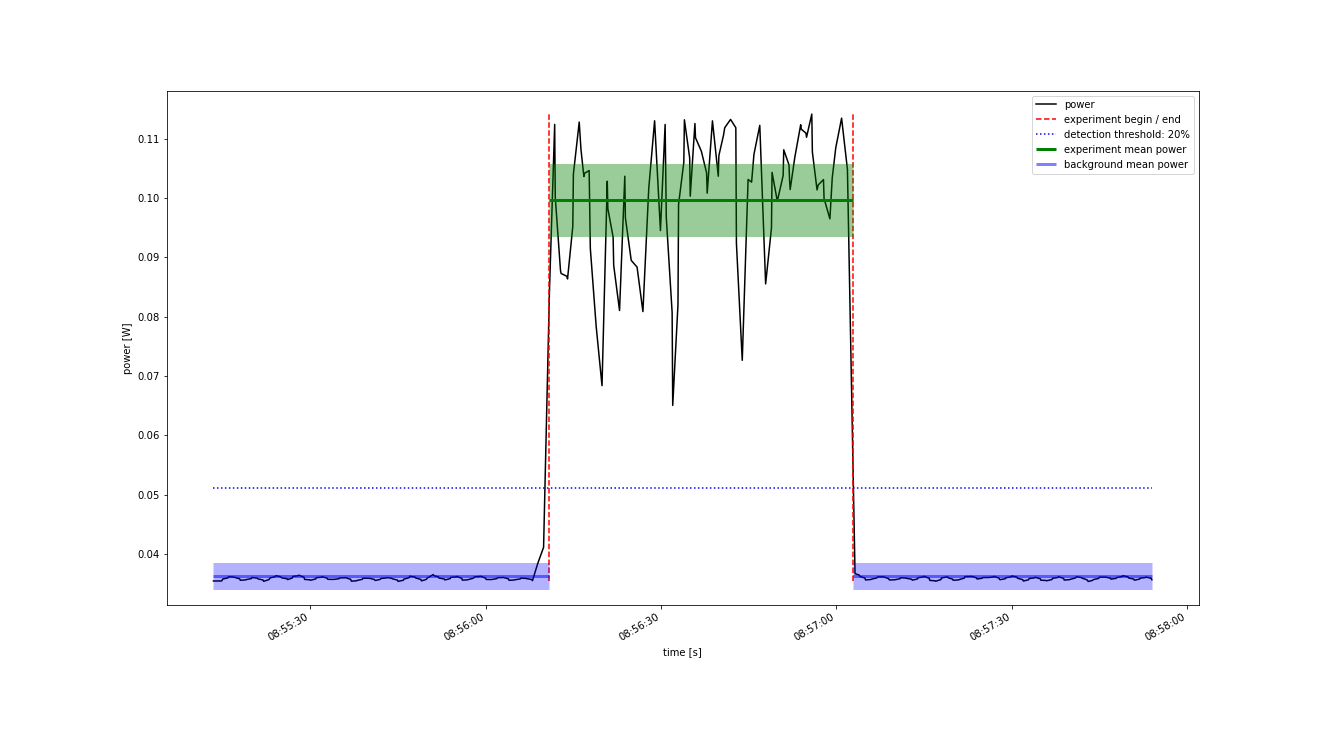 power
experiment begin / end
detection threshold: 20%
experiment mean power
background mean power
0.11
0.10
0.09
0.08
0.07
0.06
0.05
0.04
power [W]
08:55:30
08:56:00
08:56:30
08:57:00
08:57:30
08:58:00
time [s]